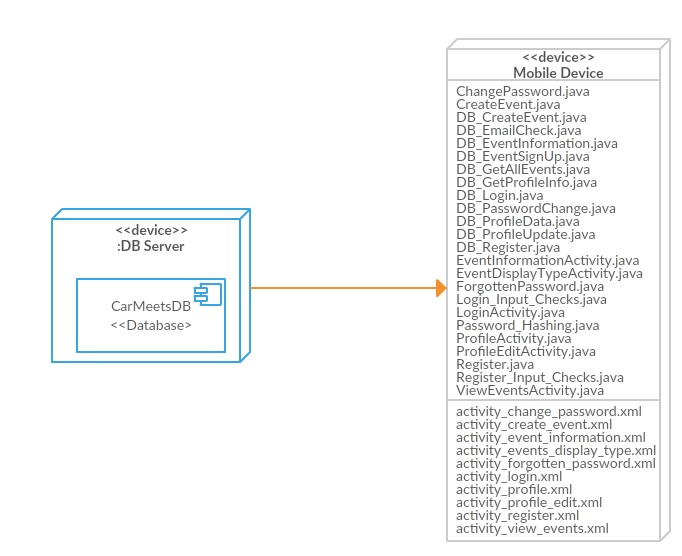 <<device>>
Mobile Device
ChangePassword.java
CreateEvent.java
DB_CreateEvent.java
DB_EmailCheck.java
DB_EventInformation.java
DB_EventSignUp.java
DB_GetAllEvents.java
DB_GetProfileInfo.java
DB_Login.java
DB_PasswordChange.java
DB_ProfileData.java
DB_ProfileUpdate.java
DB_Register.java
EventInformationActivity.java
EventDisplayTypeActivity.java
ForgottenPassword.java
Login_Input_Checks.java
LoginActivity.java
Password_Hashing.java
ProfileActivity.java
ProfileEditActivity.java
Register.java
Register_Input_Checks.java
ViewEventsActivity.java
activity_change_password.xml
activity_create_event.xml
activity_event_information.xml
activity_events_display_type.xml
activity_forgotten_password.xml
activity_login.xml
activity_profile.xml
activity_profile_edit.xml
activity_register.xml
activity_view_events.xml
<<device>>
:DB Server
CarMeetsDB
<<Database>>